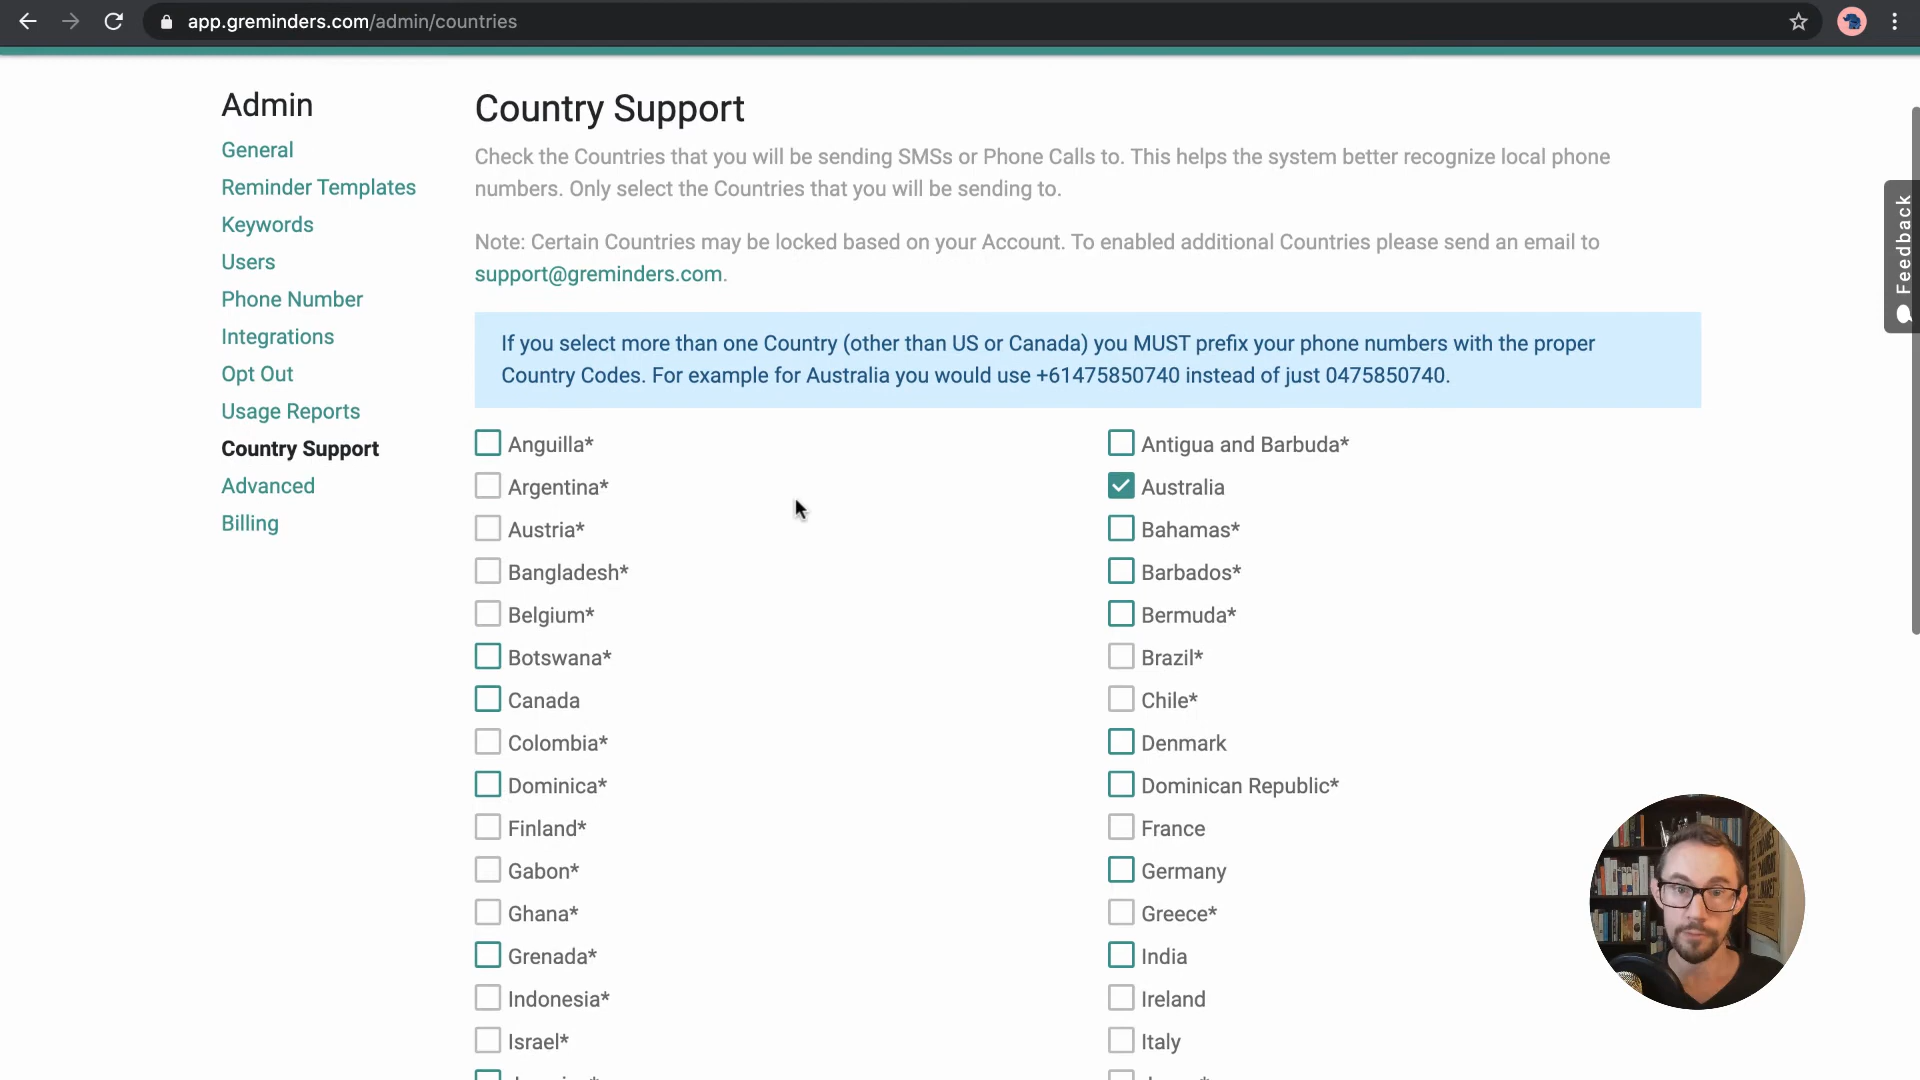 app.greminders.com/admin/countries
Admin
General
Reminder Templates
Keywords
Users
Phone Number
Integrations
Opt Out
Usage Reports
Country Support
Advanced
Billing
Country Support
Check the Countries that you will be sending SMSs or Phone Calls to. This helps the system better recognize local phone
numbers. Only select the Countries that you will be sending to.
Note: Certain Countries may be locked based on your Account. To enabled additional Countries please send an email to
support@greminders.com.
If you select more than one Country (other than US or Canada) you MUST prefix your phone numbers with the proper
Country Codes. For example for Australia you would use +61475850740 instead of just 0475850740.
Anguilla*
Antigua and Barbuda*
Argentina*
Australia
Austria*
Bahamas*
Bangladesh*
Barbados*
Belgium*
Bermuda*
Botswana*
Brazil*
Canada
Chile*
Colombia*
Denmark
Dominica*
Dominican Republic*
Finland*
France
Gabon*
Germany
Ghana*
Greece*
Grenada*
India
Indonesia*
Ireland
Israel*
Italy
Feedback